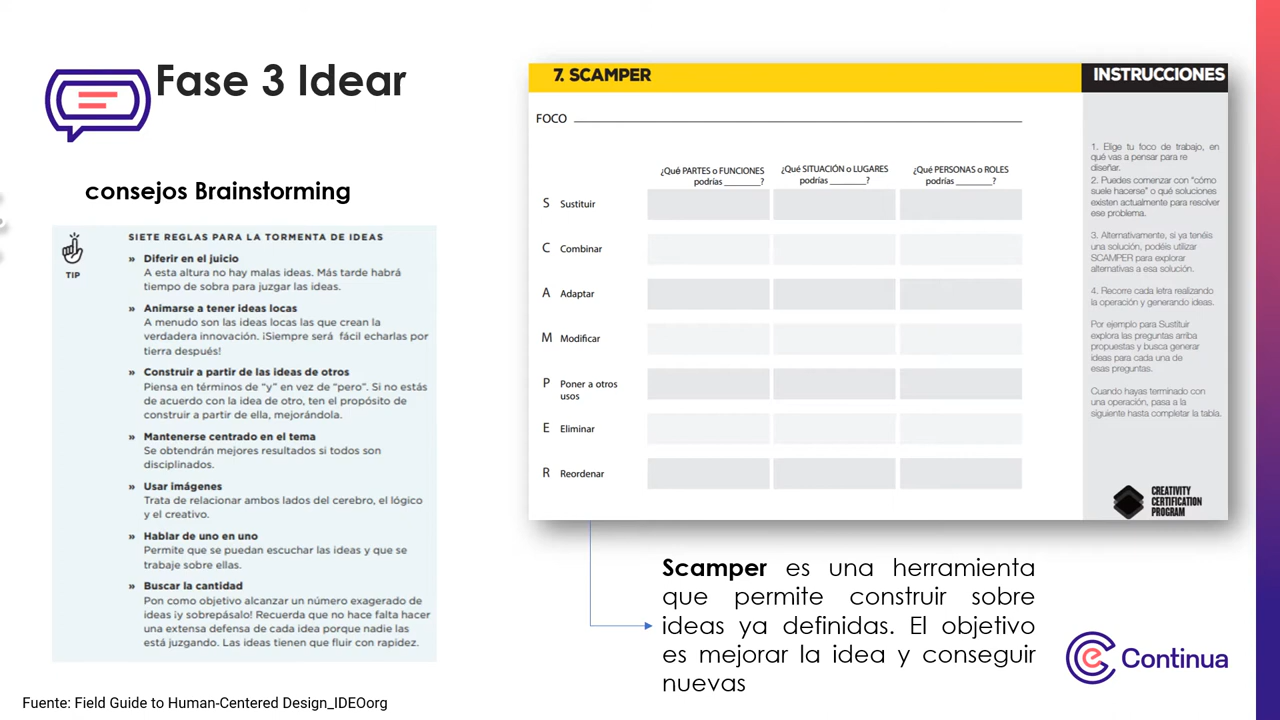 Fase 3 Idear
consejos Brainstorming
TIP
SIETE REGLAS PARA LA TORMENTA DE IDEAS
» Diferir en el juicio
A esta altura no hay malas ideas. Más tarde habrá
tiempo de sobra para juzgar las ideas.
» Animarse a tener ideas locas
A menudo son las ideas locas las que crean la
verdadera innovación. ¡Siempre será fácil echarlas por
tierra después!
» Construir a partir de las ideas de otros
Piensa en términos de “y” en vez de “pero”. Si no estás
de acuerdo con la idea de otro, ten el propósito de
construir a partir de ella, mejorándola.
» Mantenerse centrado en el tema
Se obtendrán mejores resultados si todos son
disciplinados.
» Usar imágenes
Trata de relacionar ambos lados del cerebro, el lógico
y el creativo.
» Hablar de uno en uno
Permite que se puedan escuchar las ideas y que se
trabaje sobre ellas.
» Buscar la cantidad
Pon como objetivo alcanzar un número exagerado de
ideas ¡y sobrepásalo! Recuerda que no hace falta hacer
una extensa defensa de cada idea porque nadie las
está juzgando. Las ideas tienen que fluir con rapidez.
Fuente: Field Guide to Human-Centered Design_IDEOorg
7. SCAMPER
FOCO
¿Qué PARTES o FUNCIONES
podrías ________?
¿Qué SITUACIÓN o LUGARES
podrías ________?
¿Qué PERSONAS o ROLES
podrías ________?
S Sustituir
C Combinar
A Adaptar
M Modificar
P Poner a otros
usos
E Eliminar
R Reordenar
INSTRUCCIONES
1. Elige tu foco de trabajo, en
qué vas a pensar para re
diseñar.
2. Puedes comenzar con “cómo
suele hacerse” o qué soluciones
existen actualmente para resolver
ese problema.
3. Alternativamente, si ya tenéis
una solución, podéis utilizar
SCAMPER para explorar
alternativas a esa solución.
4. Recorre cada letra realizando
la operación y generando ideas.
Por ejemplo para Sustituir
explora las preguntas arriba
propuestas y busca generar
ideas para cada una de
esas preguntas.
Cuando hayas terminado con
una operación, pasa a la
siguiente hasta completar la tabla.
CREATIVITY
CERTIFICATION
PROGRAM
Scamper es una herramienta
que permite construir sobre
ideas ya definidas. El objetivo
es mejorar la idea y conseguir
nuevas
Continua